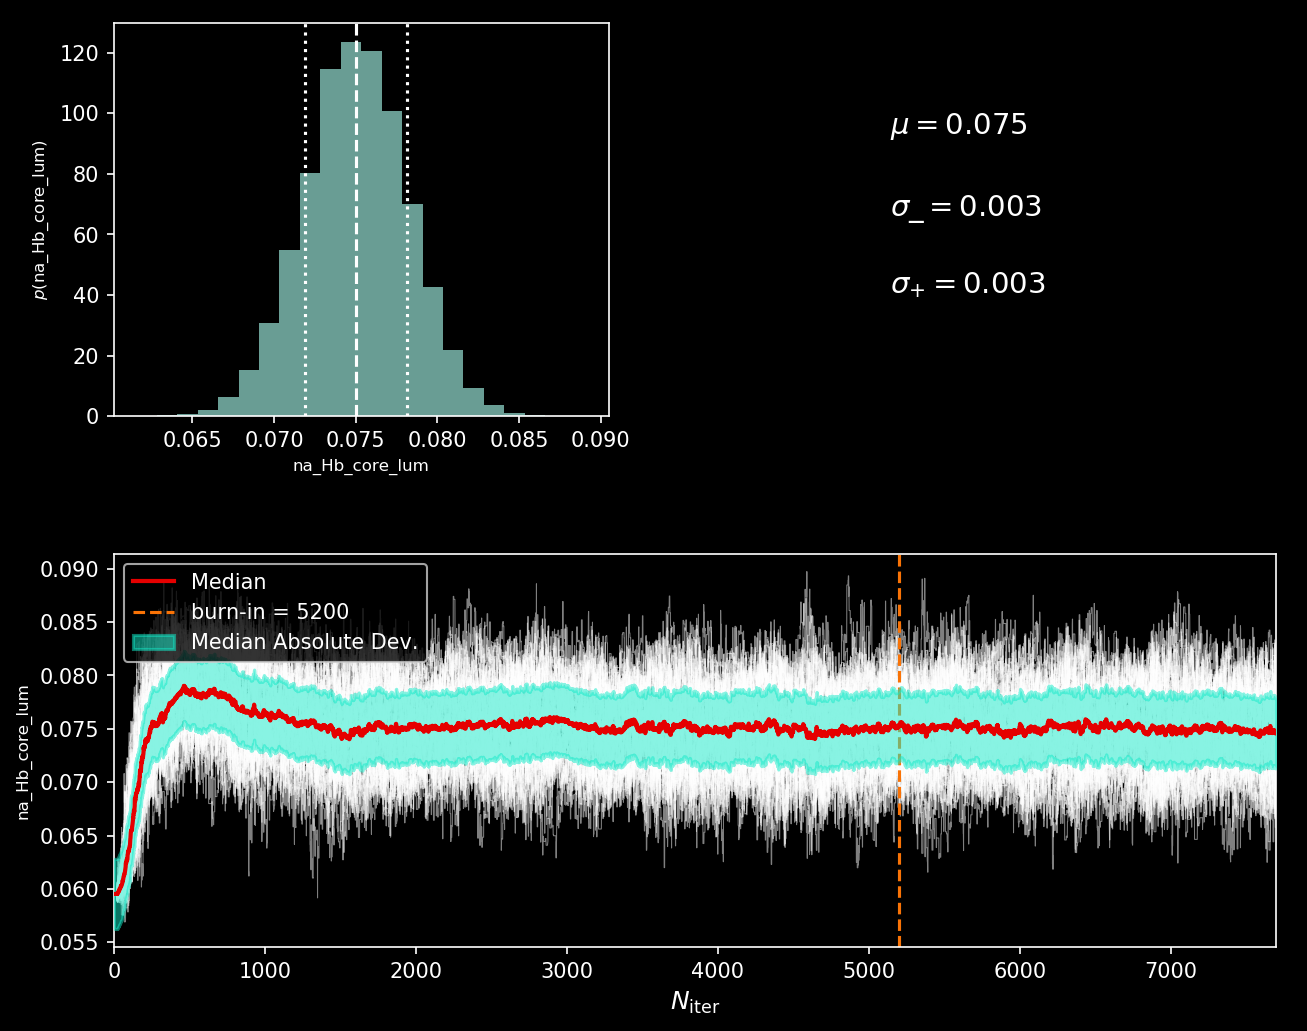 120
100
80
60
40
20
0
p(na_Hb_core_lum)
0.065 0.070 0.075 0.080 0.085 0.090
na_Hb_core_lum
μ = 0.075
σ_ = 0.003
σ+ = 0.003
0.090
0.085
0.080
0.075
0.070
0.065
0.060
0.055
na_Hb_core_lum
Median
burn-in = 5200
Median Absolute Dev.
0 1000 2000 3000 4000 5000 6000 7000
Niter